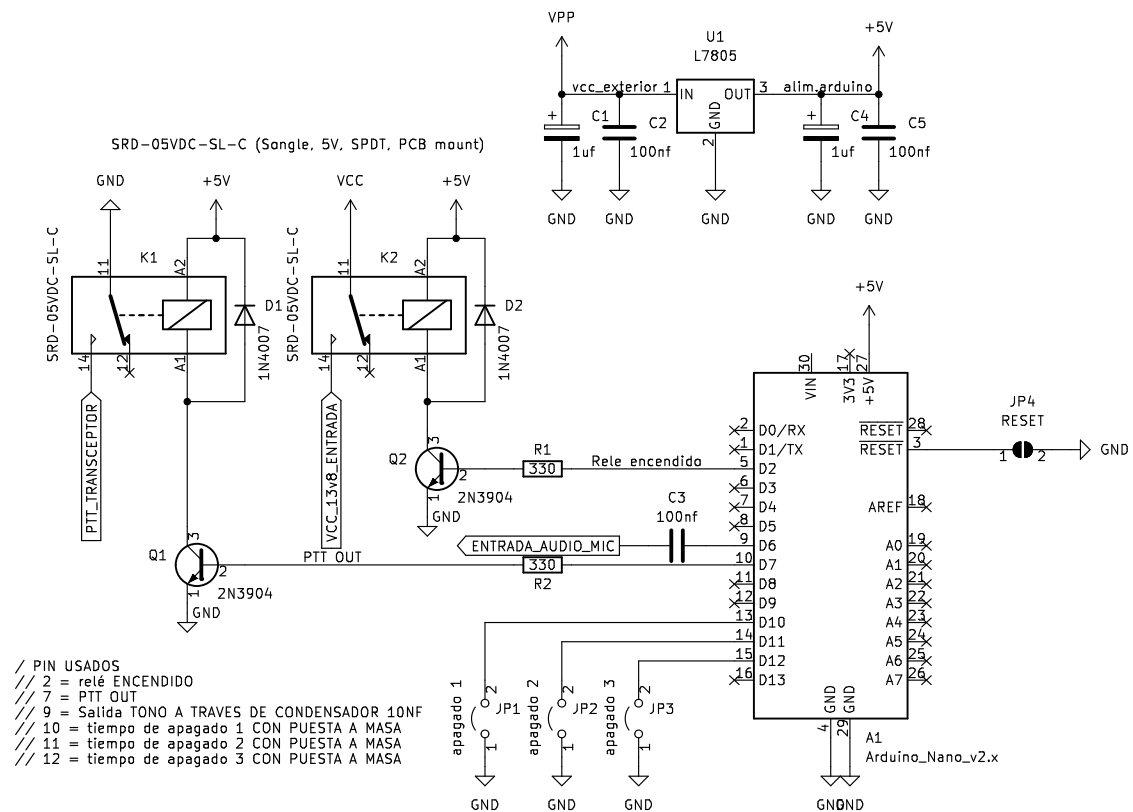 VPP
U1
L7805
+5V
vcc_exterior 1
IN
OUT
GND
3
alim.arduino
2
+
C1
1uf
C2
100nf
+
C4
1uf
C5
100nf
GND
GND
GND
GND
GND
SRD-05VDC-SL-C (Sangle, 5V, SPDT, PCB mount)
GND
+5V
VCC
+5V
SRD-05VDC-SL-C
K1
11
A2
14
12
A1
D1
1N4007
SRD-05VDC-SL-C
K2
11
A2
14
12
A1
D2
1N4007
PTT_TRANSCEPTOR
VCC_13v8_ENTRADA
Q2
3
2
1
2N3904
GND
R1
330
Rele encendido
C3
100nf
ENTRADA_AUDIO_MIC
Q1
3
2
1
2N3904
GND
PTT OUT
330
R2
+5V
30
VIN
17
3V3
27
+5V
2 D0/RX
1 D1/TX
5 D2
6 D3
7 D4
8 D5
9 D6
10 D7
11 D8
12 D9
13 D10
14 D11
15 D12
16 D13
RESET 28
RESET 3
AREF 18
A0 19
A1 20
A2 21
A3 22
A4 23
A5 24
A6 25
A7 26
GND
4
GND
29
A1
Arduino_Nano_v2.x
GND
GND
JP4
RESET
1
2
GND
apagado 1
2
JP1
1
GND
apagado 2
2
JP2
1
GND
apagado 3
2
JP3
1
GND
/ PIN USADOS
// 2 = relé ENCENDIDO
// 7 = PTT OUT
// 9 = Salida TONO A TRAVES DE CONDENSADOR 10NF
// 10 = tiempo de apagado 1 CON PUESTA A MASA
// 11 = tiempo de apagado 2 CON PUESTA A MASA
// 12 = tiempo de apagado 3 CON PUESTA A MASA